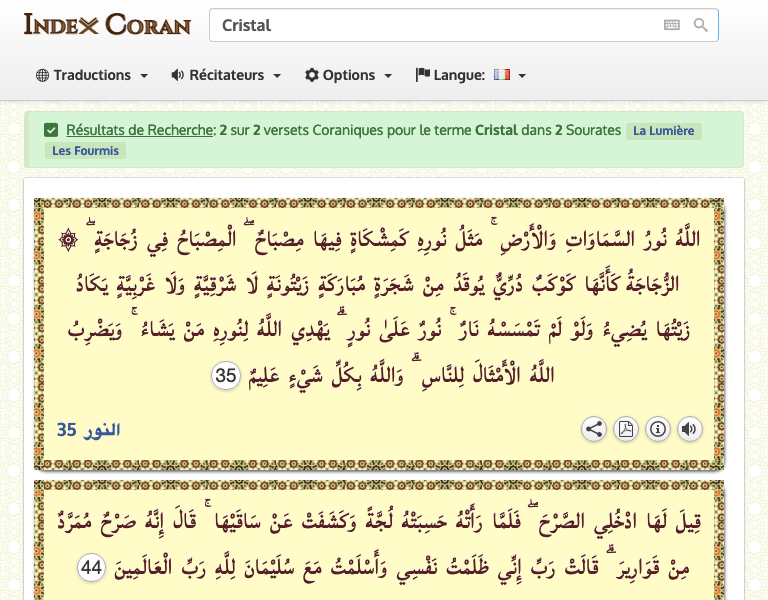 INDEX CORAN
Cristal
Traductions Récitateurs Options Langue:
Résultats de Recherche: 2 sur 2 versets Coraniques pour le terme Cristal dans 2 Sourates La Lumière
Les Fourmis
۞ اللَّهُ نُورُ السَّمَاوَاتِ وَالْأَرْضِ ۚ مَثَلُ نُورِهِ كَمِشْكَاةٍ فِيهَا مِصْبَاحٌ ۖ الْمِصْبَاحُ فِي زُجَاجَةٍ ۖ
الزُّجَاجَةُ كَأَنَّهَا كَوْكَبٌ دُرِّيٌّ يُوقَدُ مِنْ شَجَرَةٍ مُبَارَكَةٍ زَيْتُونَةٍ لَا شَرْقِيَّةٍ وَلَا غَرْبِيَّةٍ يَكَادُ
زَيْتُهَا يُضِيءُ وَلَوْ لَمْ تَمْسَسْهُ نَارٌ ۚ نُورٌ عَلَىٰ نُورٍ ۗ يَهْدِي اللَّهُ لِنُورِهِ مَنْ يَشَاءُ ۚ وَيَضْرِبُ
اللَّهُ الْأَمْثَالَ لِلنَّاسِ ۗ وَاللَّهُ بِكُلِّ شَيْءٍ عَلِيمٌ 35
النور 35
قِيلَ لَهَا ادْخُلِي الصَّرْحَ ۖ فَلَمَّا رَأَتْهُ حَسِبَتْهُ لُجَّةً وَكَشَفَتْ عَنْ سَاقَيْهَا ۚ قَالَ إِنَّهُ صَرْحٌ مُمَرَّدٌ
مِنْ قَوَارِيرَ ۗ قَالَتْ رَبِّ إِنِّي ظَلَمْتُ نَفْسِي وَأَسْلَمْتُ مَعَ سُلَيْمَانَ لِلَّهِ رَبِّ الْعَالَمِينَ 44